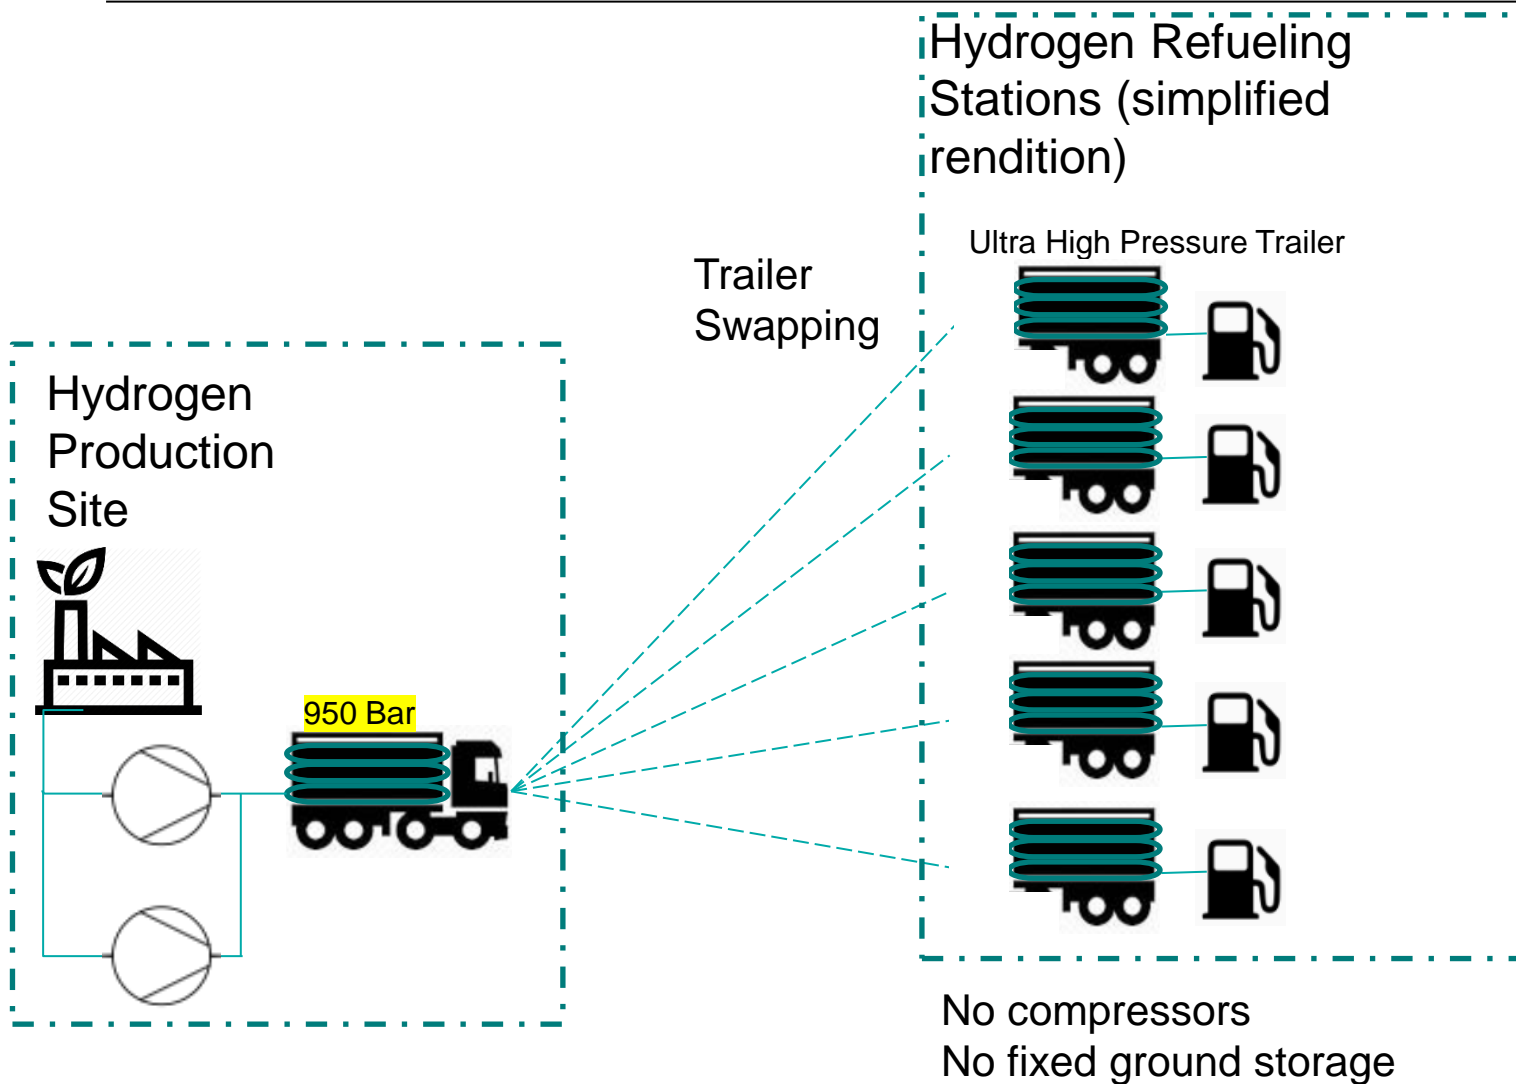 Hydrogen Refueling
Stations (simplified
rendition)
Ultra High Pressure Trailer
Trailer
Swapping
Hydrogen
Production
Site
950 Bar
No compressors
No fixed ground storage